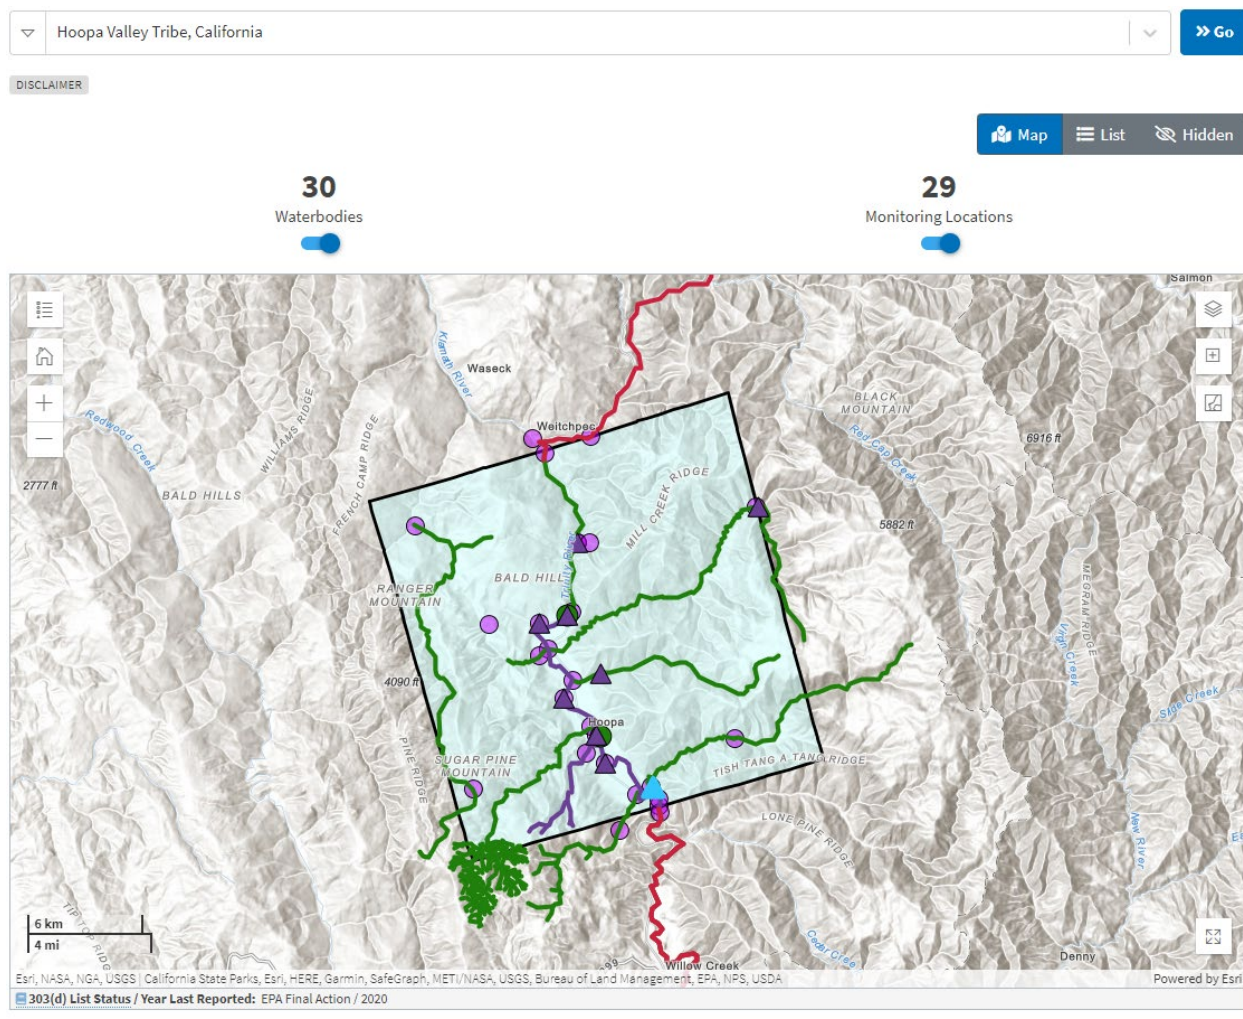 Hoopa Valley Tribe, California
Go
DISCLAIMER
Map
List
Hidden
30
Waterbodies
29
Monitoring Locations
Salmon
Klamath River
Waseck
BLACK
MOUNTAIN
Redwood Creek
WILLIAMS RIDGE
FRENCH CAMP RIDGE
Weitchpec
Red Cap Creek
6916 ft
2777 ft
BALD HILLS
MILL CREEK RIDGE
5882 ft
Trinity River
BALD HILL
RANGER
MOUNTAIN
MEGRAM RIDGE
Virgin Creek
4090 ft
Slide Creek
Hoopa
PINE RIDGE
SUGAR PINE
MOUNTAIN
TISH TANG A TANG RIDGE
LONE PINE RIDGE
New River
TIP TOP RIDG
6 km
4 mi
Cedar Cree
Denny
Willow Creek
Esri, NASA, NGA, USGS | California State Parks, Esri, HERE, Garmin, SafeGraph, METI/NASA, USGS, Bureau of Land Management, EPA, NPS, USDA
Powered by Esri
303(d) List Status / Year Last Reported: EPA Final Action / 2020